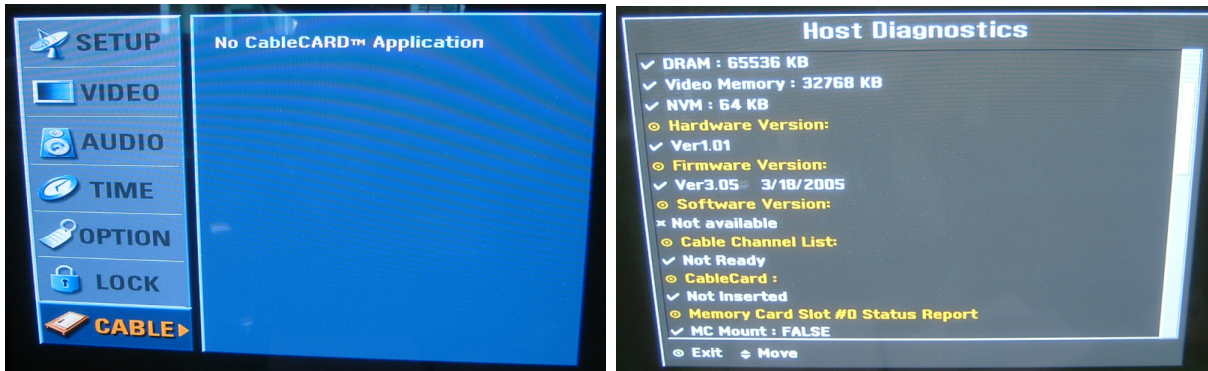 SETUP
VIDEO
AUDIO
TIME
OPTION
LOCK
CABLE
No CableCARD™ Application
Host Diagnostics
DRAM : 65536 KB
Video Memory : 32768 KB
NVM : 64 KB
Hardware Version:
Ver1.01
Firmware Version:
Ver3.05 3/18/2005
Software Version:
Not available
Cable Channel List:
Not Ready
CableCard :
Not Inserted
Memory Card Slot #0 Status Report
MC Mount : FALSE
Exit Move